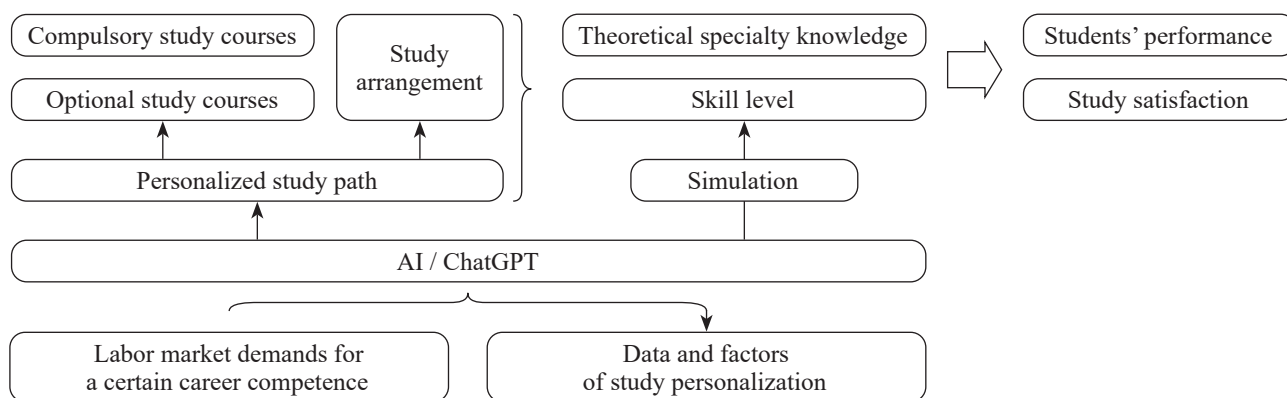 Compulsory study courses
Optional study courses
Study
arrangement
Personalized study path
Theoretical specialty knowledge
Skill level
Simulation
Students’ performance
Study satisfaction
AI / ChatGPT
Labor market demands for
a certain career competence
Data and factors
of study personalization